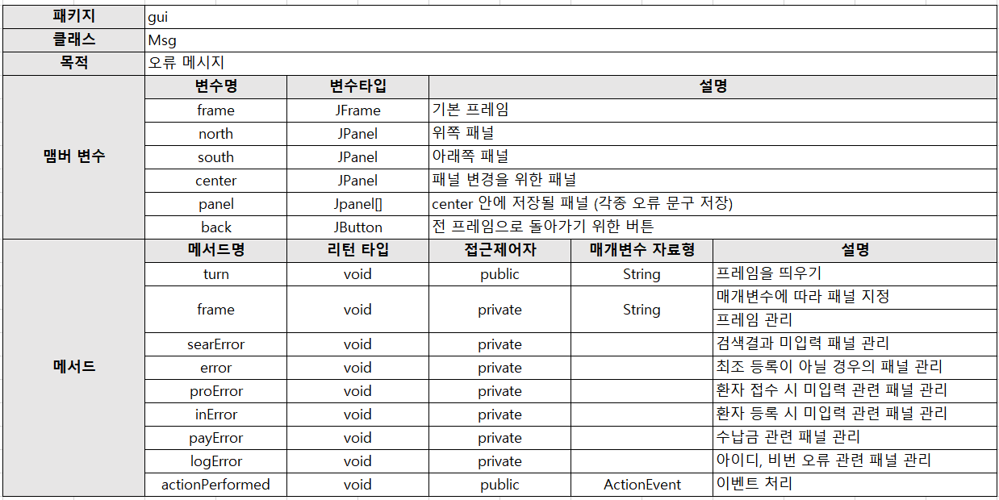 패키지 gui
클래스 Msg
목적 오류 메시지
맴버 변수
변수명 변수타입 설명
frame JFrame 기본 프레임
north JPanel 위쪽 패널
south JPanel 아래쪽 패널
center JPanel 패널 변경을 위한 패널
panel Jpanel[] center 안에 저장될 패널 (각종 오류 문구 저장)
back JButton 전 프레임으로 돌아가기 위한 버튼
메서드
메서드명 리턴 타입 접근제어자 매개변수 자료형 설명
turn void public String 프레임을 띄우기
frame void private String 매개변수에 따라 패널 지정
프레임 관리
searError void private 검색결과 미입력 패널 관리
error void private 최조 등록이 아닐 경우의 패널 관리
proError void private 환자 접수 시 미입력 관련 패널 관리
inError void private 환자 등록 시 미입력 관련 패널 관리
payError void private 수납금 관련 패널 관리
logError void private 아이디, 비번 오류 관련 패널 관리
actionPerformed void public ActionEvent 이벤트 처리